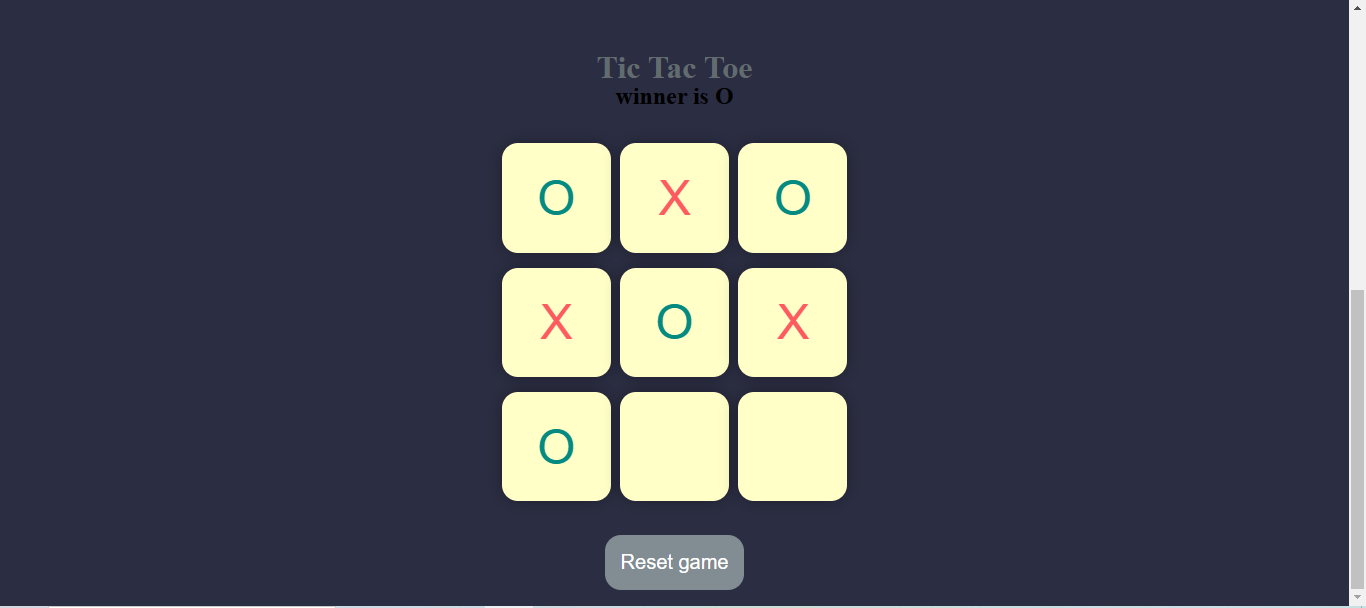 Tic Tac Toe
winner is O
O X O
X O X
O
Reset game